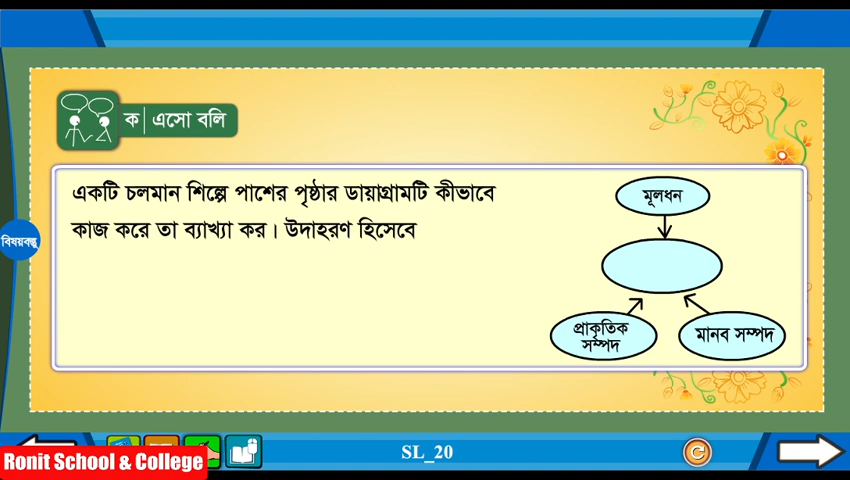 ক | এসো বলি
একটি চলমান শিল্পে পাশের পৃষ্ঠার ডায়াগ্রামটি কীভাবে
কাজ করে তা ব্যাখ্যা কর। উদাহরণ হিসেবে
মূলধন
প্রাকৃতিক
সম্পদ
মানব সম্পদ
বিষয়বস্তু
SL_20
Ronit School & College